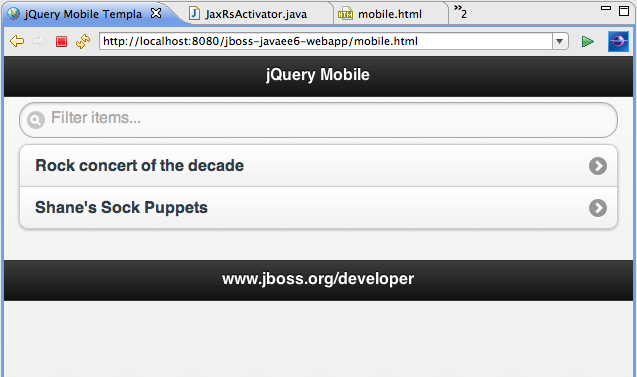 jQuery Mobile Templa JaxRsActivator.java mobile.html »2
http://localhost:8080/jboss-javaee6-webapp/mobile.html
jQuery Mobile
Filter items...
Rock concert of the decade
Shane's Sock Puppets
www.jboss.org/developer